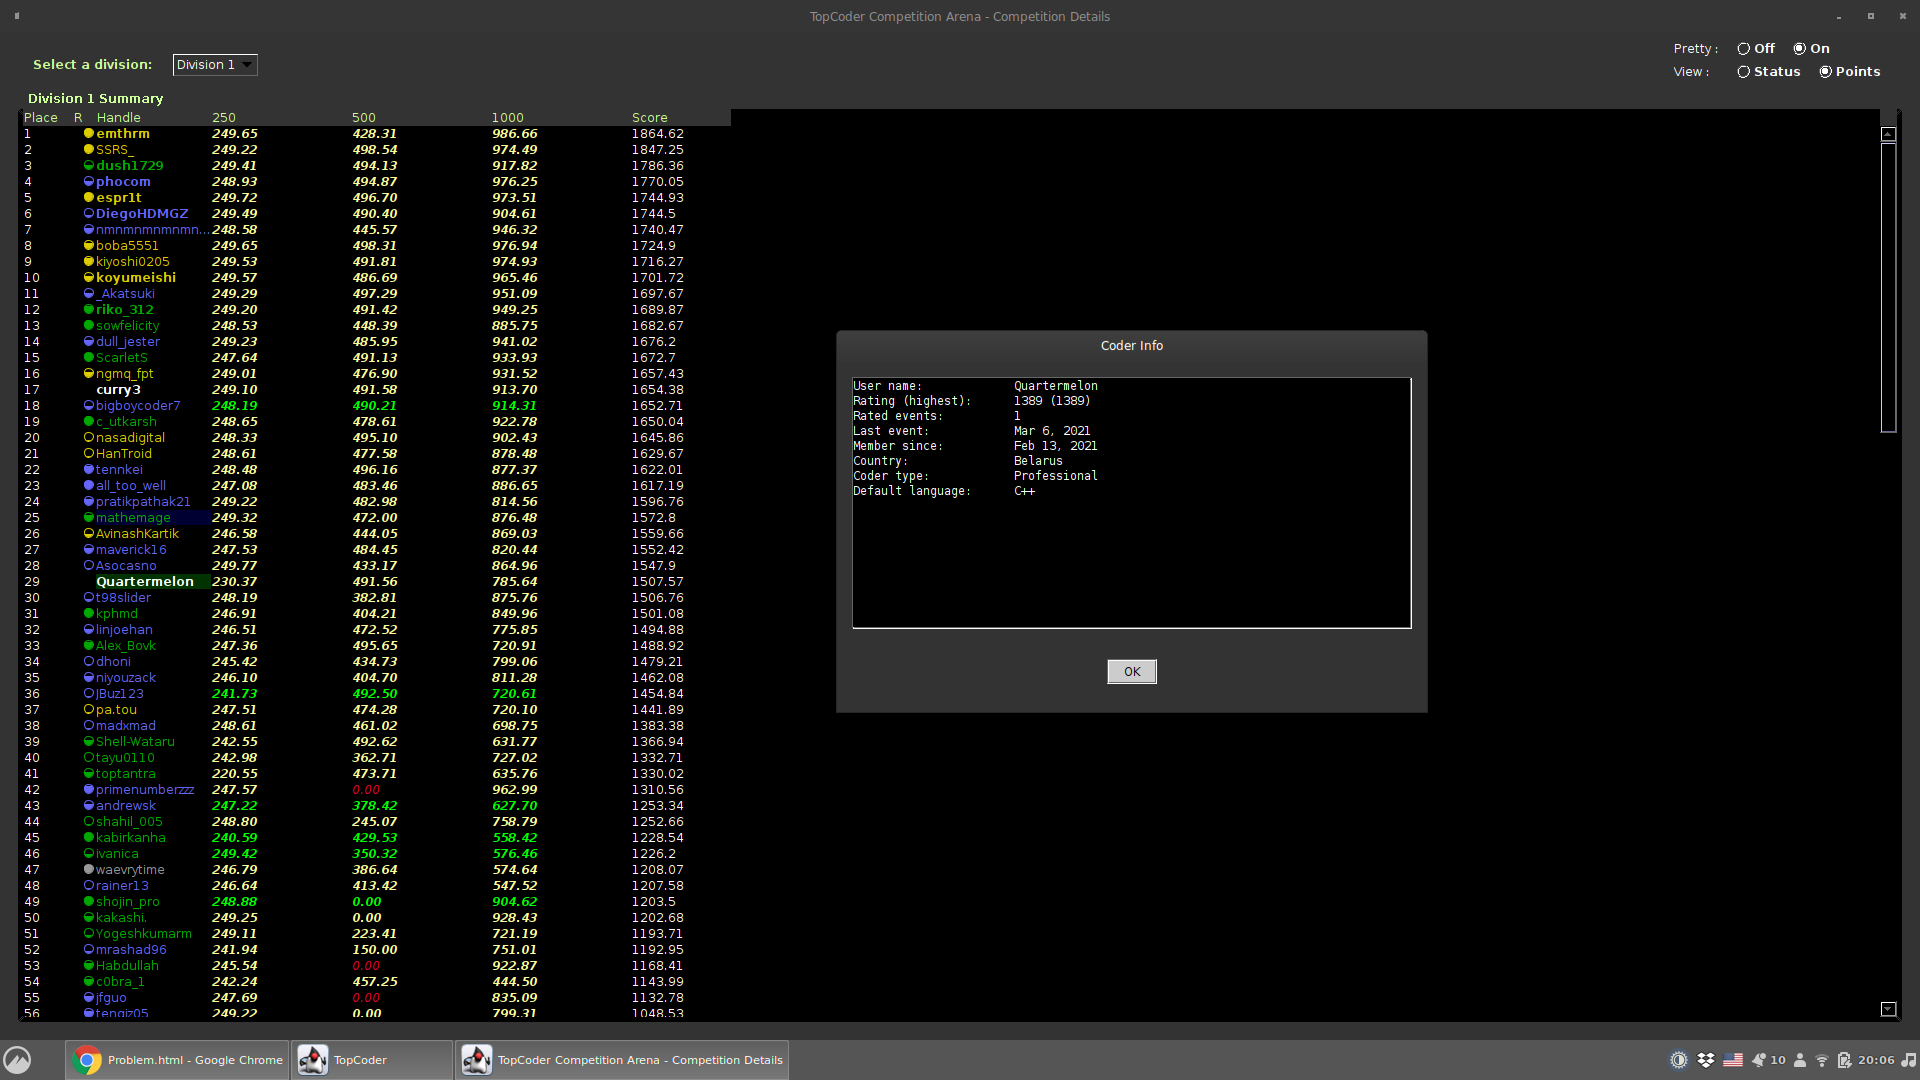 TopCoder Competition Arena - Competition Details
Pretty : Off On
Select a division: Division 1
View : Status Points
Division 1 Summary
Place R Handle 250 500 1000 Score
1 emthrm 249.65 428.31 986.66 1864.62
2 SSRS_ 249.22 498.54 974.49 1847.25
3 dush1729 249.41 494.13 917.82 1786.36
4 phocom 248.93 494.87 976.25 1770.05
5 espr1t 249.72 496.70 973.51 1744.93
6 DiegoHDMGZ 249.49 490.40 904.61 1744.5
7 nmnmnmnmnmn... 248.58 445.57 946.32 1740.47
8 boba5551 249.65 498.31 976.94 1724.9
9 kiyoshi0205 249.53 491.81 974.93 1716.27
10 koyumeishi 249.57 486.69 965.46 1701.72
11 _Akatsuki 249.29 497.29 951.09 1697.67
12 riko_312 249.20 491.42 949.25 1689.87
13 sowfelicity 248.53 448.39 885.75 1682.67
14 dull_jester 249.23 485.95 941.02 1676.2
15 ScarletS 247.64 491.13 933.93 1672.7
16 ngmq_fpt 249.01 476.90 931.52 1657.43
17 curry3 249.10 491.58 913.70 1654.38
18 bigboycoder7 248.19 490.21 914.31 1652.71
19 c_utkarsh 248.65 478.61 922.78 1650.04
20 nasadigital 248.33 495.10 902.43 1645.86
21 HanTroid 248.61 477.58 878.48 1629.67
22 tennkei 248.48 496.16 877.37 1622.01
23 all_too_well 247.08 483.46 886.65 1617.19
24 pratikpathak21 249.22 482.98 814.56 1596.76
25 mathemage 249.32 472.00 876.48 1572.8
26 AvinashKartik 246.58 444.05 869.03 1559.66
27 maverick16 247.53 484.45 820.44 1552.42
28 Asocasno 249.77 433.17 864.96 1547.9
29 Quartermelon 230.37 491.56 785.64 1507.57
30 t98slider 248.19 382.81 875.76 1506.76
31 kphmd 246.91 404.21 849.96 1501.08
32 linjoehan 246.51 472.52 775.85 1494.88
33 Alex_Bovk 247.36 495.65 720.91 1488.92
34 dhoni 245.42 434.73 799.06 1479.21
35 niyouzack 246.10 404.70 811.28 1462.08
36 JBuz123 241.73 492.50 720.61 1454.84
37 pa.tou 247.51 474.28 720.10 1441.89
38 madxmad 248.61 461.02 698.75 1383.38
39 Shell-Wataru 242.55 492.62 631.77 1366.94
40 tayu0110 242.98 362.71 727.02 1332.71
41 toptantra 220.55 473.71 635.76 1330.02
42 primenumberzzz 247.57 0.00 962.99 1310.56
43 andrewsk 247.22 378.42 627.70 1253.34
44 shahil_005 248.80 245.07 758.79 1252.66
45 kabirkanha 240.59 429.53 558.42 1228.54
46 ivanica 249.42 350.32 576.46 1226.2
47 waevrytime 246.79 386.64 574.64 1208.07
48 rainer13 246.64 413.42 547.52 1207.58
49 shojin_pro 248.88 0.00 904.62 1203.5
50 kakashi. 249.25 0.00 928.43 1202.68
51 Yogeshkumarm 249.11 223.41 721.19 1193.71
52 mrashad96 241.94 150.00 751.01 1192.95
53 Habdullah 245.54 0.00 922.87 1168.41
54 c0bra_1 242.24 457.25 444.50 1143.99
55 jfguo 247.69 0.00 835.09 1132.78
56 tengiz05 249.22 0.00 799.31 1048.53
Coder Info
User name: Quartermelon
Rating (highest): 1389 (1389)
Rated events: 1
Last event: Mar 6, 2021
Member since: Feb 13, 2021
Country: Belarus
Coder type: Professional
Default language: C++
OK
Problem.html - Google Chrome TopCoder TopCoder Competition Arena - Competition Details 10 20:06